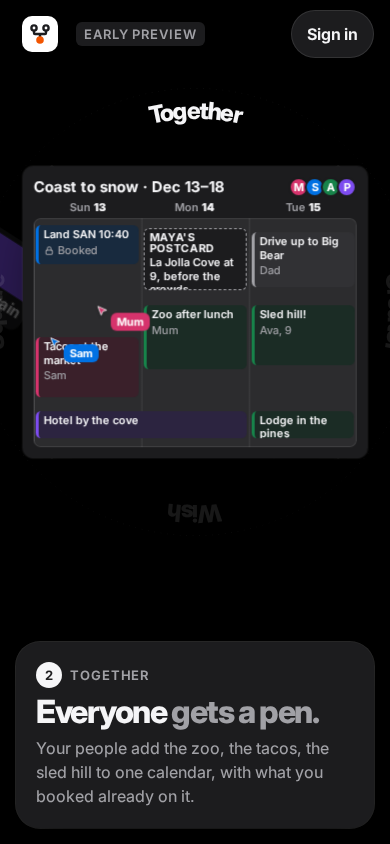 EARLY PREVIEW
Sign in
Together
Coast to snow · Dec 13–18
M S A P
Sun 13
Mon 14
Tue 15
Land SAN 10:40
Booked
MAYA'S
POSTCARD
La Jolla Cove at
9, before the
Drive up to Big
Bear
Dad
Mum
Zoo after lunch
Mum
Sled hill!
Ava, 9
Tacos the
market
Sam
Sam
Hotel by the cove
Lodge in the
pines
Wish
2 TOGETHER
Everyone gets a pen.
Your people add the zoo, the tacos, the
sled hill to one calendar, with what you
booked already on it.